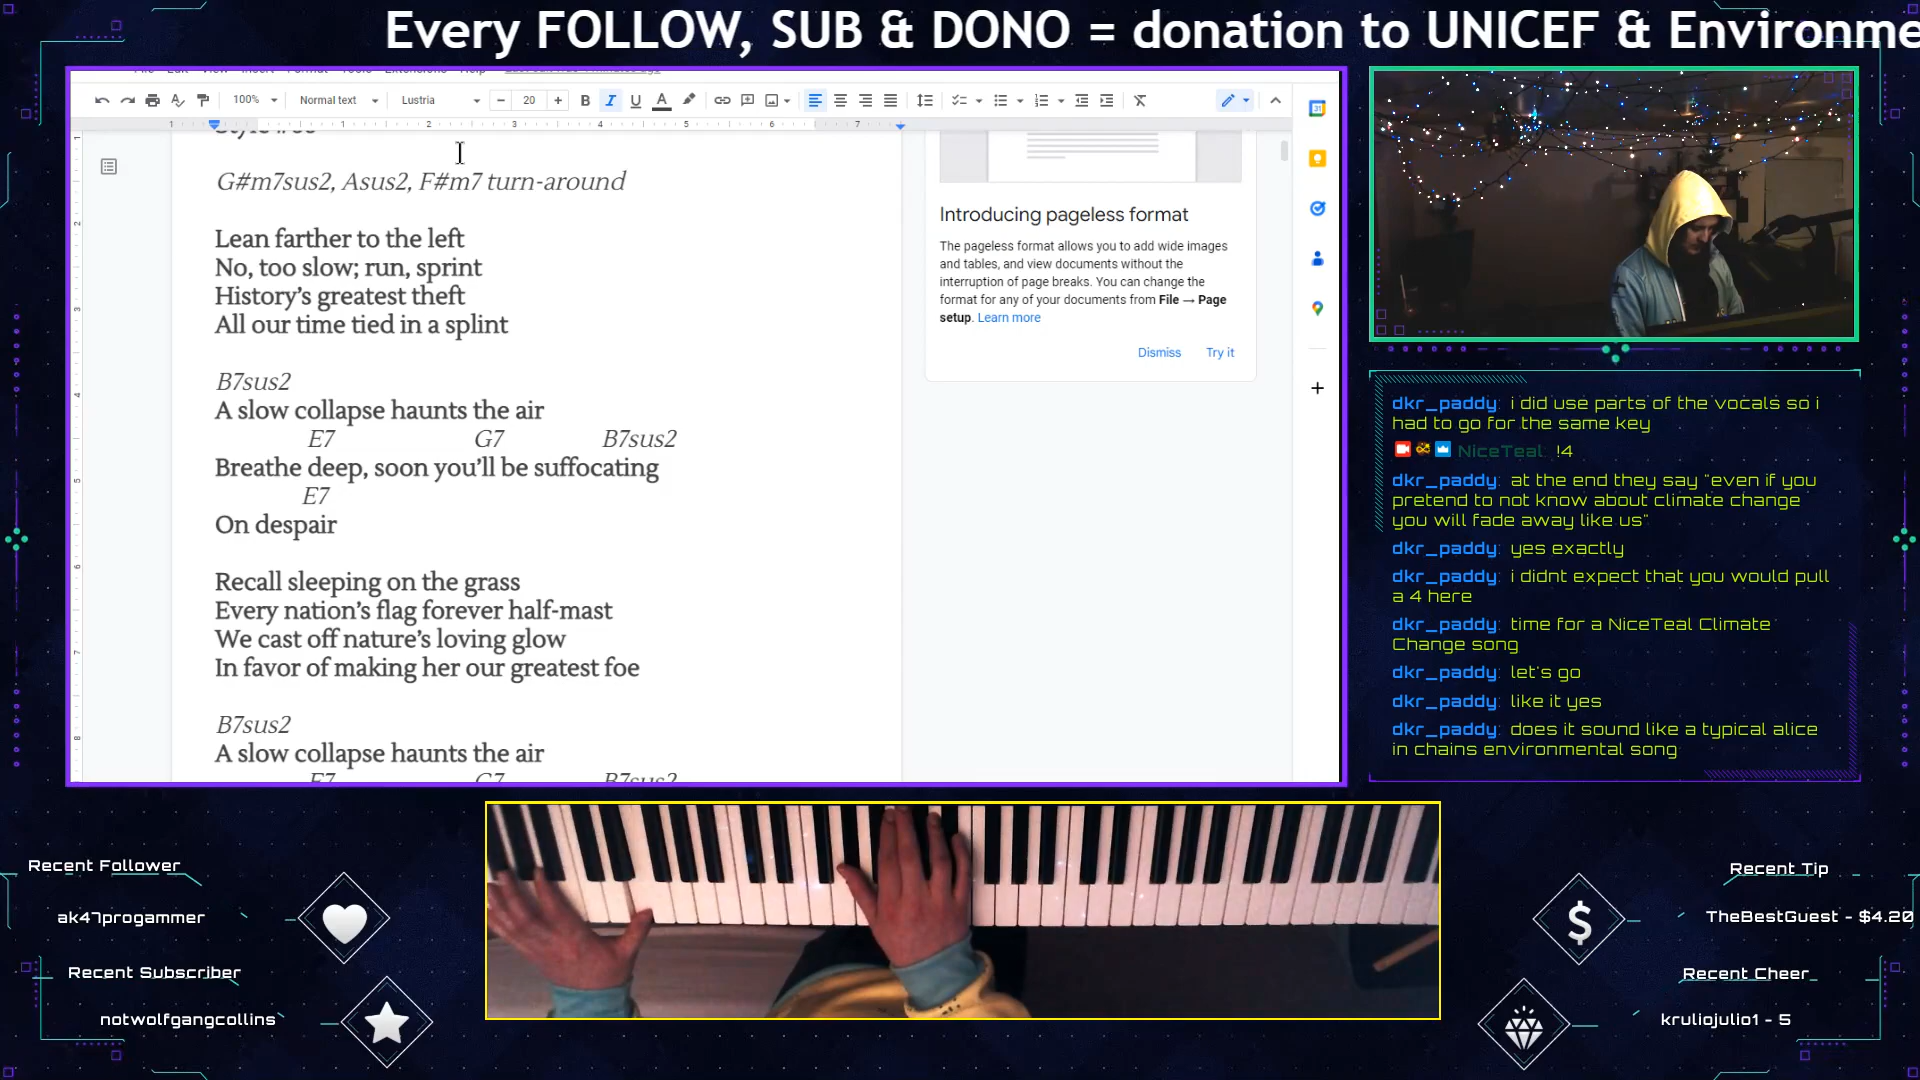 Every FOLLOW, SUB & DONO = donation to UNICEF & Environme
File Edit View Insert Format Tools Extensions Help
100% Normal text Lustria 20
G#m7sus2, Asus2, F#m7 turn-around
Lean farther to the left
No, too slow; run, sprint
History's greatest theft
All our time tied in a splint
B7sus2
A slow collapse haunts the air
E7 G7 B7sus2
Breathe deep, soon you'll be suffocating
E7
On despair
Recall sleeping on the grass
Every nation's flag forever half-mast
We cast off nature's loving glow
In favor of making her our greatest foe
B7sus2
A slow collapse haunts the air
E7 G7 B7sus2
Introducing pageless format
The pageless format allows you to add wide images
and tables, and view documents without the
interruption of page breaks. You can change the
format for any of your documents from File → Page
setup. Learn more
Dismiss Try it
dkr_paddy: i did use parts of the vocals so i
had to go for the same key
NiceTeal: !4
dkr_paddy: at the end they say "even if you
pretend to not know about climate change
you will fade away like us"
dkr_paddy: yes exactly
dkr_paddy: i didnt expect that you would pull
a 4 here
dkr_paddy: time for a NiceTeal Climate
Change song
dkr_paddy: let's go
dkr_paddy: like it yes
dkr_paddy: does it sound like a typical alice
in chains environmental song
Recent Follower
ak47progammer
Recent Subscriber
notwolfgangcollins
Recent Tip
TheBestGuest - $4.20
Recent Cheer
kruliojulio1 - 5